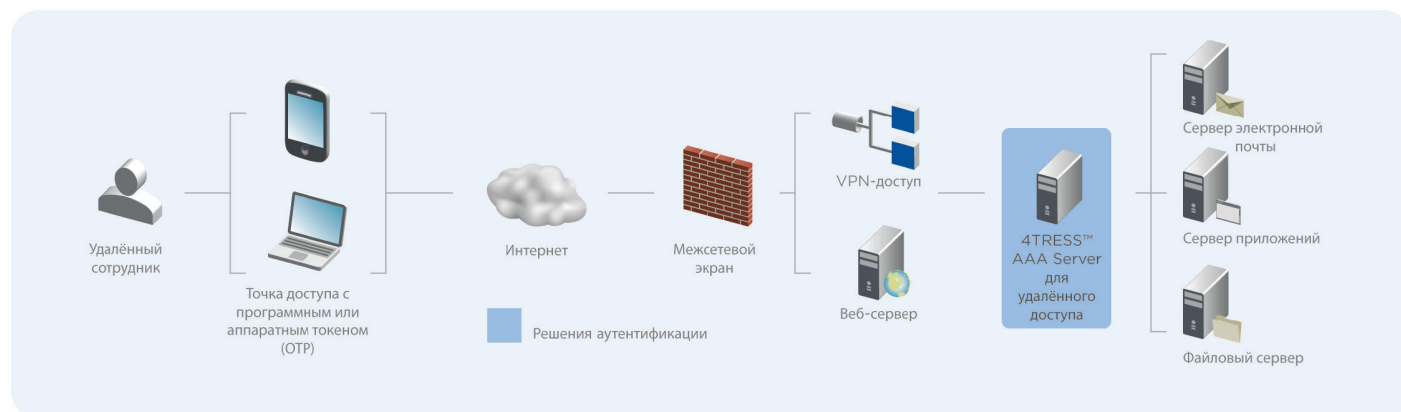 Удалённый
сотрудник
Точка доступа с
программным или
аппаратным токеном
(OTP)
Интернет
Межсетевой
экран
Решения аутентификации
VPN-доступ
Веб-сервер
4TRESS™
AAA Server
для
удалённого
доступа
Сервер электронной
почты
Сервер приложений
Файловый сервер